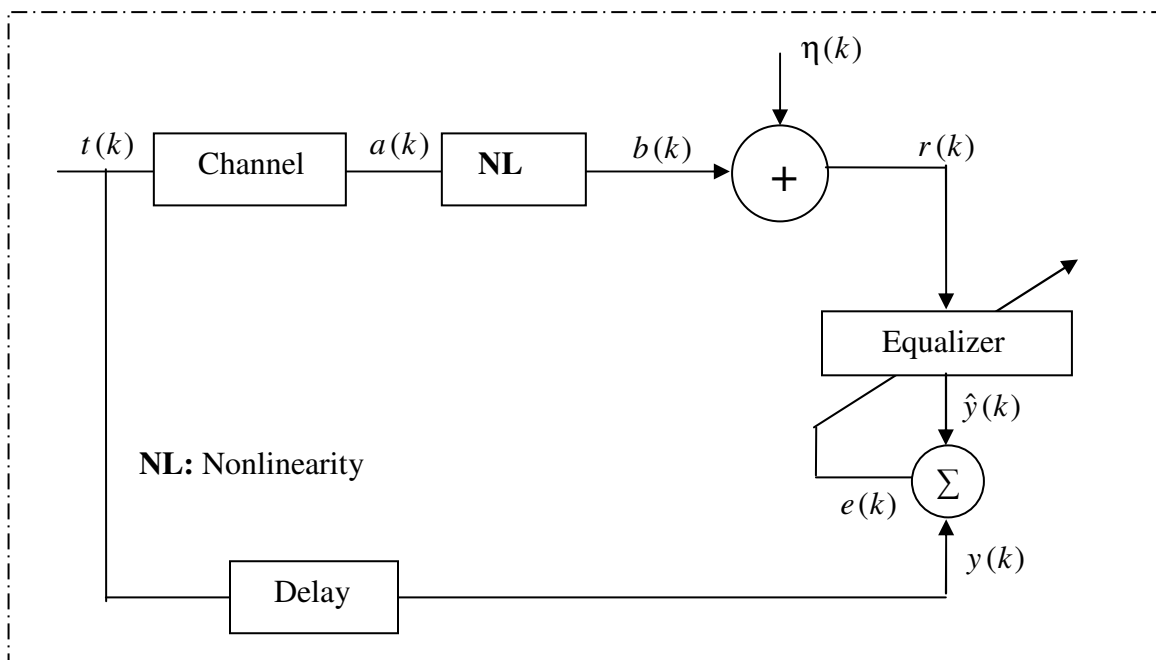 η(k)
t(k)
Channel
a(k)
NL
b(k)
+
r(k)
Equalizer
ŷ(k)
NL: Nonlinearity
Σ
e(k)
y(k)
Delay